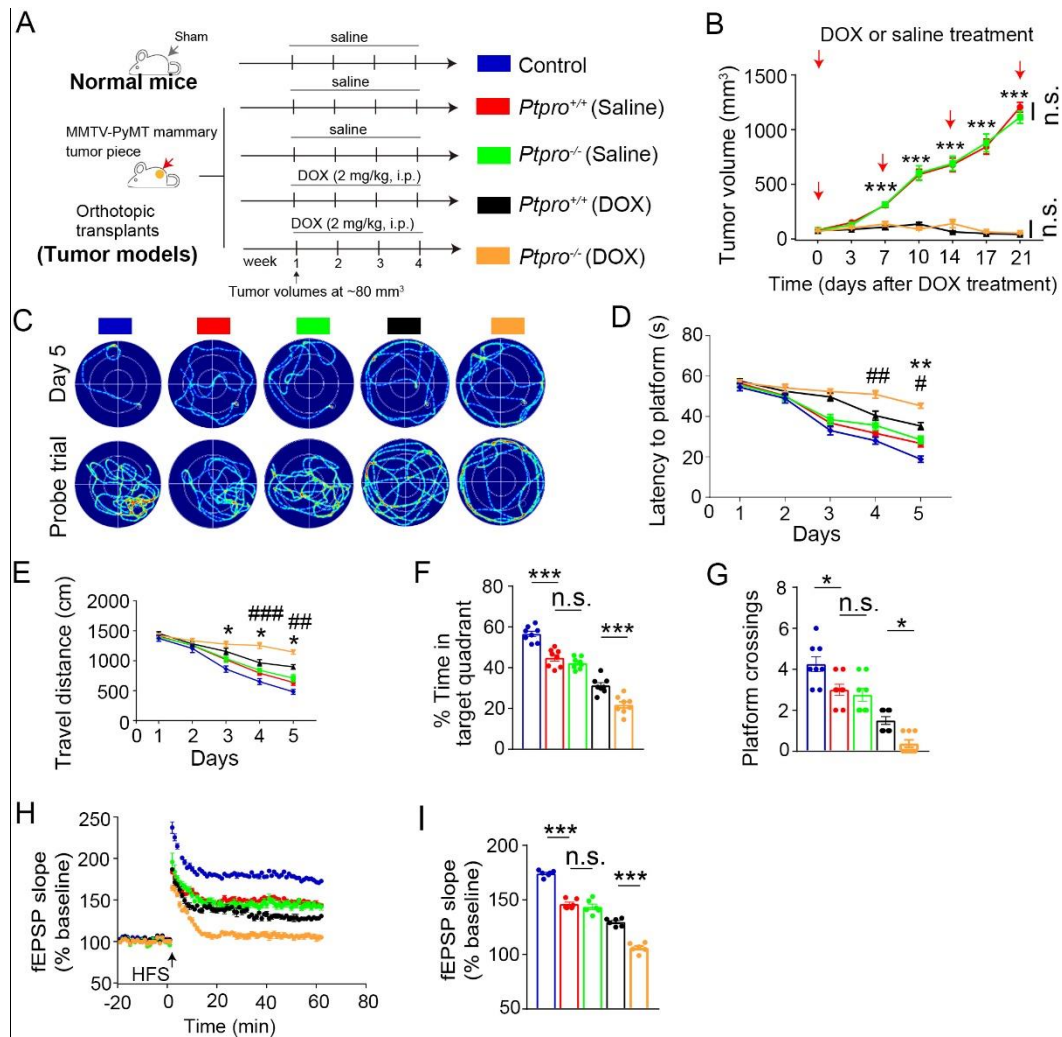 A
Sham
Normal mice
MMTV-PyMT mammary
tumor piece
Orthotopic
transplants
(Tumor models)
saline
saline
saline
DOX (2 mg/kg, i.p.)
DOX (2 mg/kg, i.p.)
week 1 2 3 4
Tumor volumes at ~80 mm³
Control
Ptpro+/+ (Saline)
Ptpro-/- (Saline)
Ptpro+/+ (DOX)
Ptpro-/- (DOX)
B
DOX or saline treatment
Tumor volume (mm³)
1500
1000
500
0
*** *** *** *** ***
n.s.
n.s.
0 3 7 10 14 17 21
Time (days after DOX treatment)
C
Day 5
Probe trial
D
Latency to platform (s)
80
60
40
20
0
##
**
#
0 1 2 3 4 5
Days
E
Travel distance (cm)
2000
1500
1000
500
0
###
##
* * *
0 1 2 3 4 5
Days
F
% Time in
target quadrant
80
60
40
20
0
***
n.s.
***
G
Platform crossings
8
6
4
2
0
*
n.s.
*
H
fEPSP slope
(% baseline)
250
200
150
100
50
HFS
-20 0 20 40 60 80
Time (min)
I
fEPSP slope
(% baseline)
200
150
100
50
***
n.s.
***